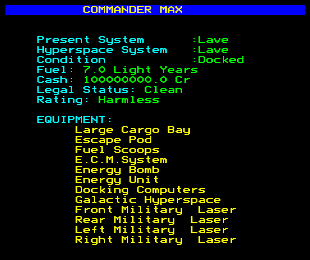 COMMANDER MAX
Present System :Lave
Hyperspace System :Lave
Condition :Docked
Fuel: 7.0 Light Years
Cash: 100000000.0 Cr
Legal Status: Clean
Rating: Harmless
EQUIPMENT:
Large Cargo Bay
Escape Pod
Fuel Scoops
E.C.M.System
Energy Bomb
Energy Unit
Docking Computers
Galactic Hyperspace
Front Military Laser
Rear Military Laser
Left Military Laser
Right Military Laser